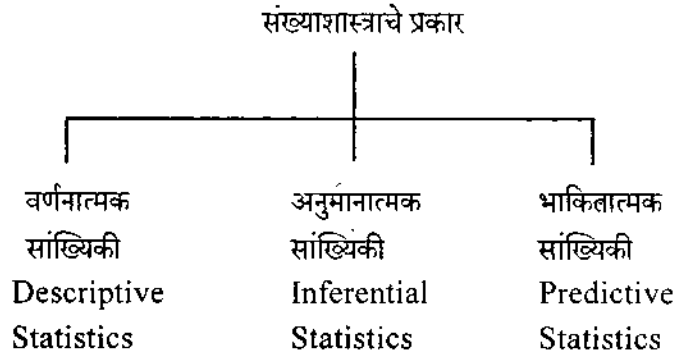 संख्याशास्त्राचे प्रकार
वर्णनात्मक
सांख्यिकी
Descriptive
Statistics
अनुमानात्मक
सांख्यिकी
Inferential
Statistics
भाकितात्मक
सांख्यिकी
Predictive
Statistics